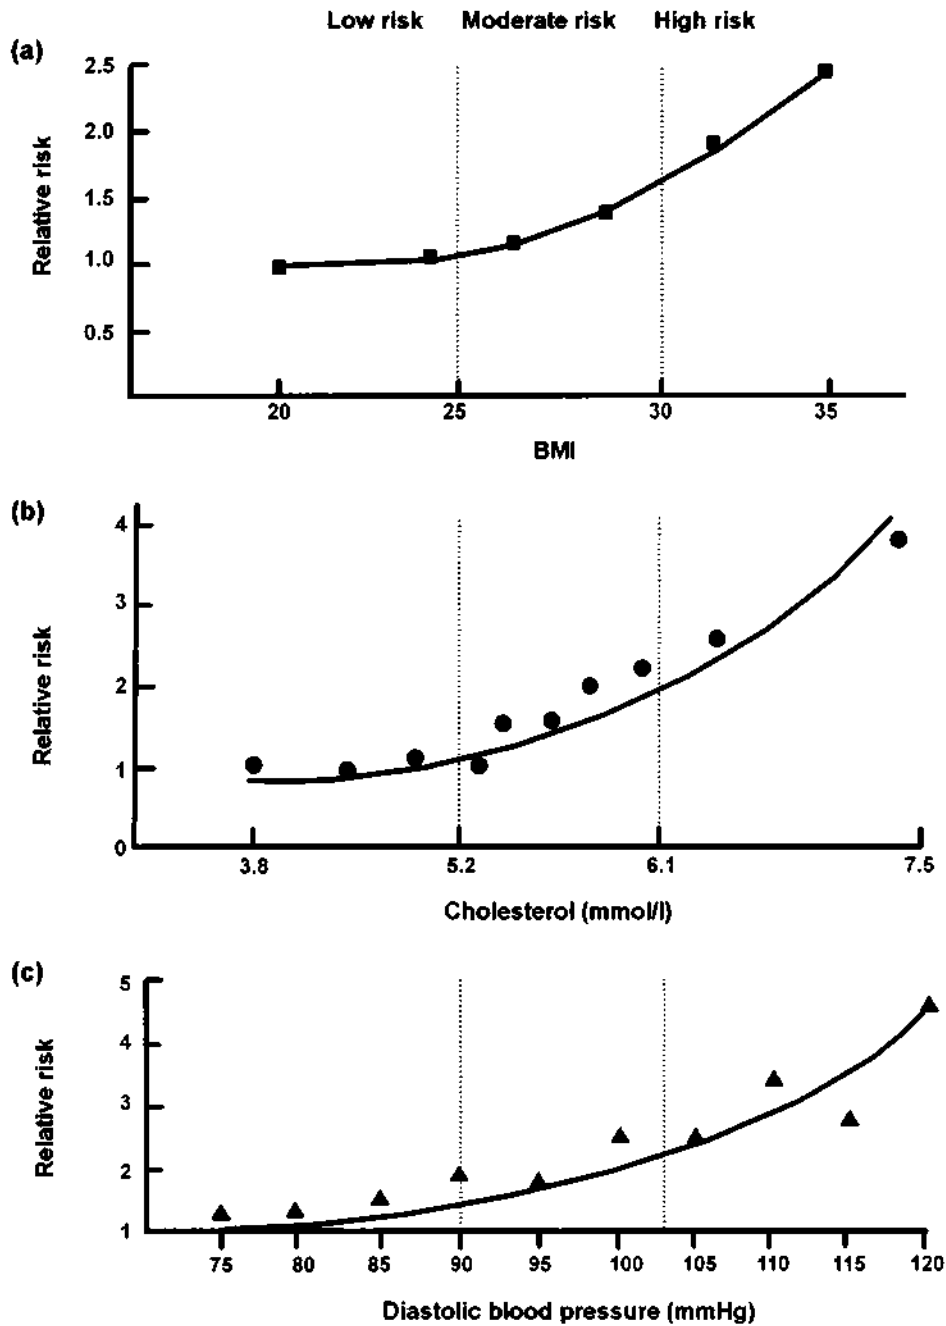 Low risk Moderate risk High risk
(a)
2.5
2.0
1.5
1.0
0.5
Relative risk
20 25 30 35
BMI
(b)
4
3
2
1
0
Relative risk
3.8 5.2 6.1 7.5
Cholesterol (mmol/l)
(c)
5
4
3
2
1
Relative risk
75 80 85 90 95 100 105 110 115 120
Diastolic blood pressure (mmHg)